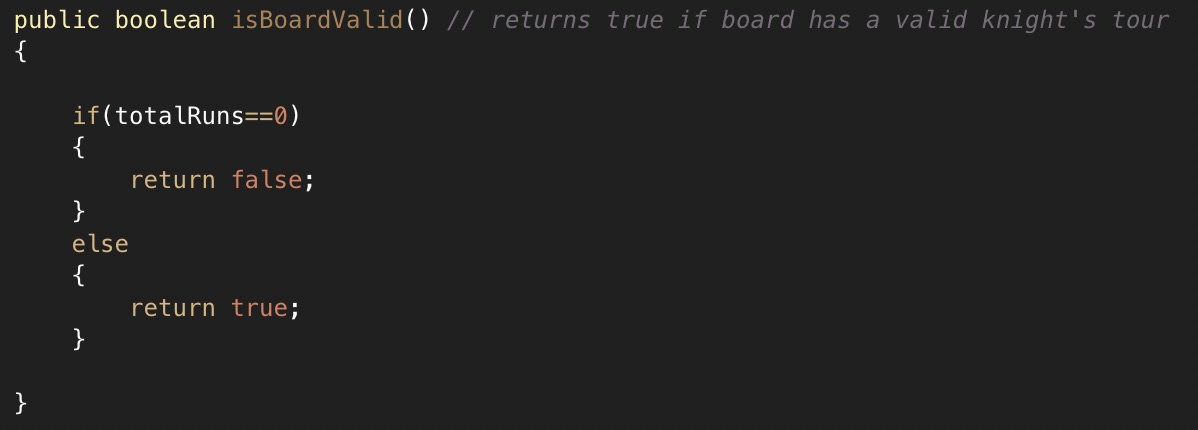 public boolean isBoardValid() // returns true if board has a valid knight's tour
{
if(totalRuns==0)
{
return false;
}
else
{
return true;
}
}